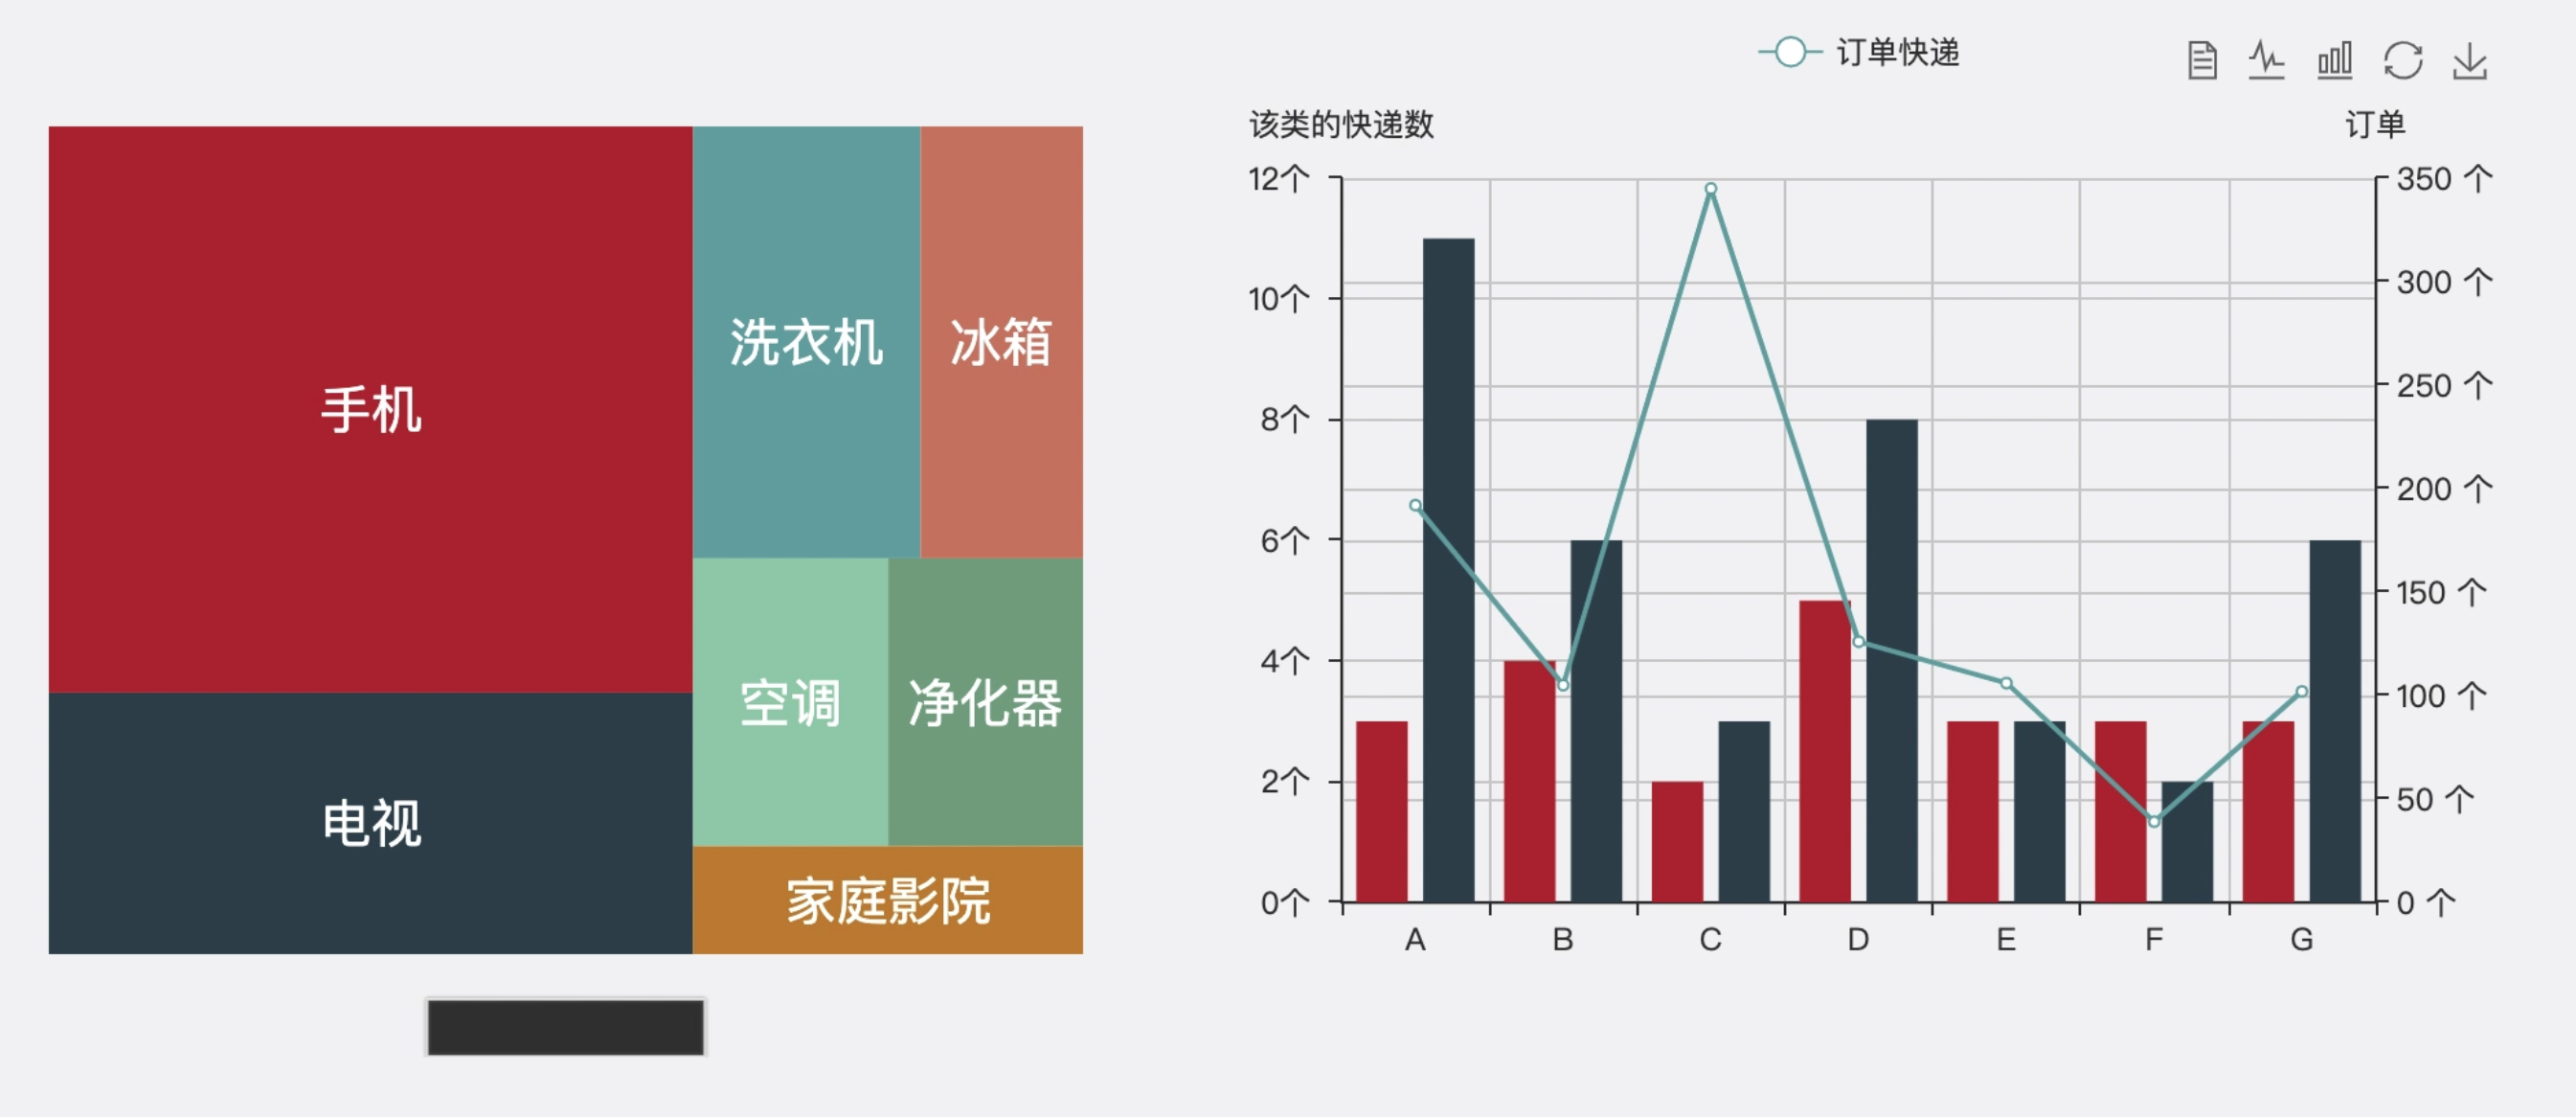 订单快递
该类的快递数
订单
12个
10个
8个
6个
4个
2个
0个
350 个
300 个
250 个
200 个
150 个
100 个
50 个
0 个
A B C D E F G
手机
电视
洗衣机
冰箱
空调
净化器
家庭影院